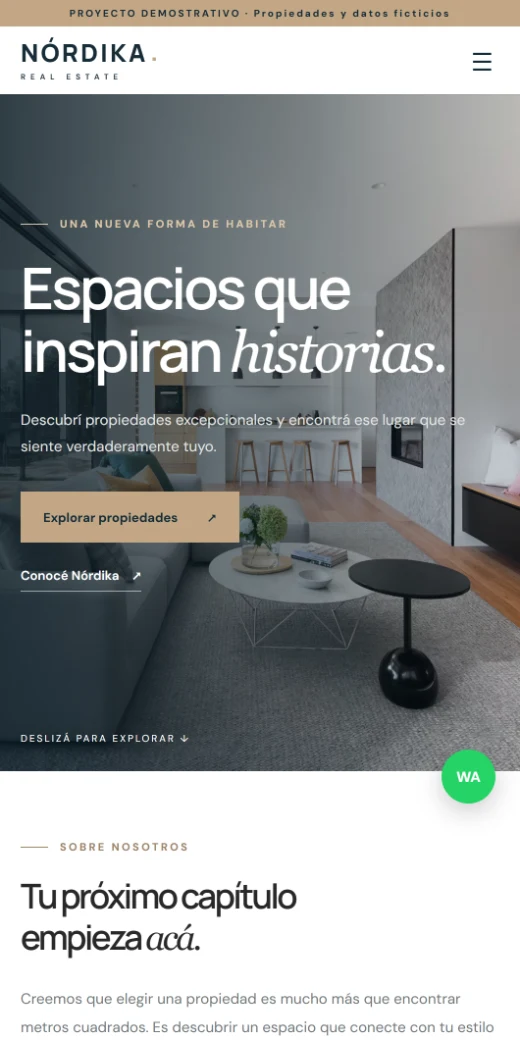 PROYECTO DEMOSTRATIVO · Propiedades y datos ficticios
NÓRDIKA.
REAL ESTATE
UNA NUEVA FORMA DE HABITAR
Espacios que
inspiran historias.
Descubrí propiedades excepcionales y encontrá ese lugar que se
siente verdaderamente tuyo.
Explorar propiedades ↗
Conocé Nórdika ↗
DESLIZÁ PARA EXPLORAR ↓
WA
SOBRE NOSOTROS
Tu próximo capítulo
empieza acá.
Creemos que elegir una propiedad es mucho más que encontrar
metros cuadrados. Es descubrir un espacio que conecte con tu estilo